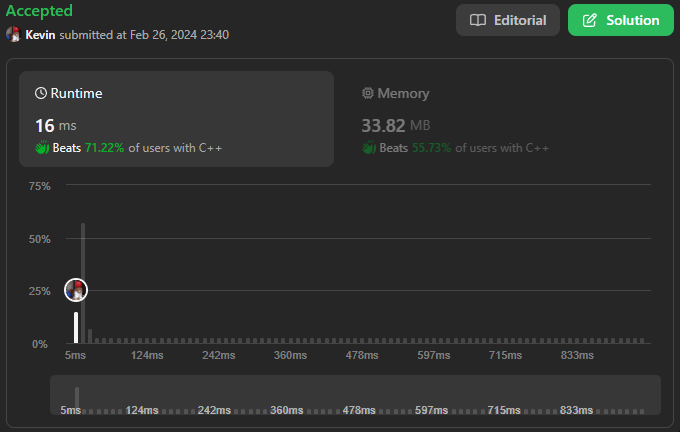 Accepted
Kevin submitted at Feb 26, 2024 23:40
Editorial
Solution
Runtime
16 ms
Beats 71.22% of users with C++
Memory
33.82 MB
Beats 55.73% of users with C++
75%
50%
25%
0%
5ms 124ms 242ms 360ms 478ms 597ms 715ms 833ms
5ms 124ms 242ms 360ms 478ms 597ms 715ms 833ms